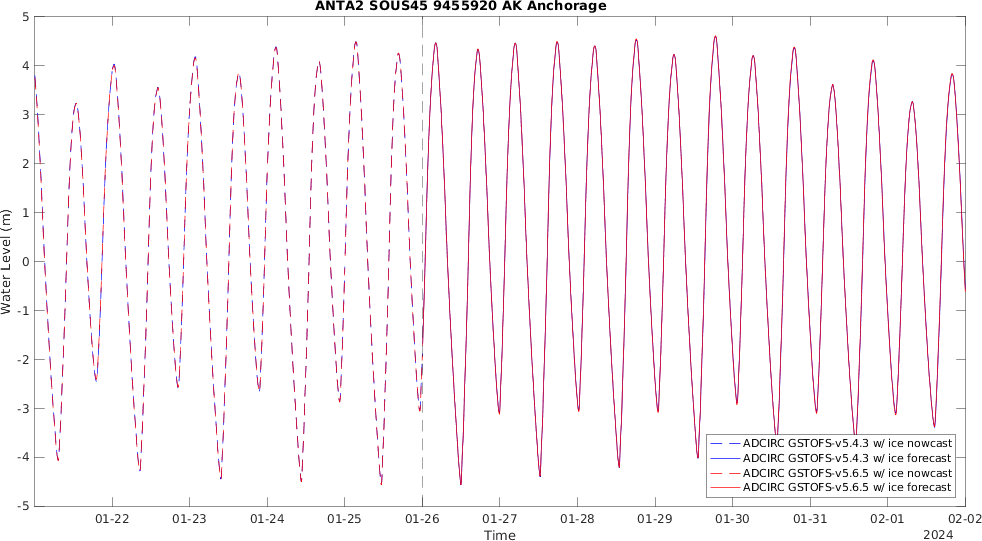 ANTA2 SOUS45 9455920 AK Anchorage
Water Level (m)
5
4
3
2
1
0
-1
-2
-3
-4
-5
ADCIRC GSTOFS-v5.4.3 w/ ice nowcast
ADCIRC GSTOFS-v5.4.3 w/ ice forecast
ADCIRC GSTOFS-v5.6.5 w/ ice nowcast
ADCIRC GSTOFS-v5.6.5 w/ ice forecast
01-22 01-23 01-24 01-25 01-26 01-27 01-28 01-29 01-30 01-31 02-01 02-02
Time
2024